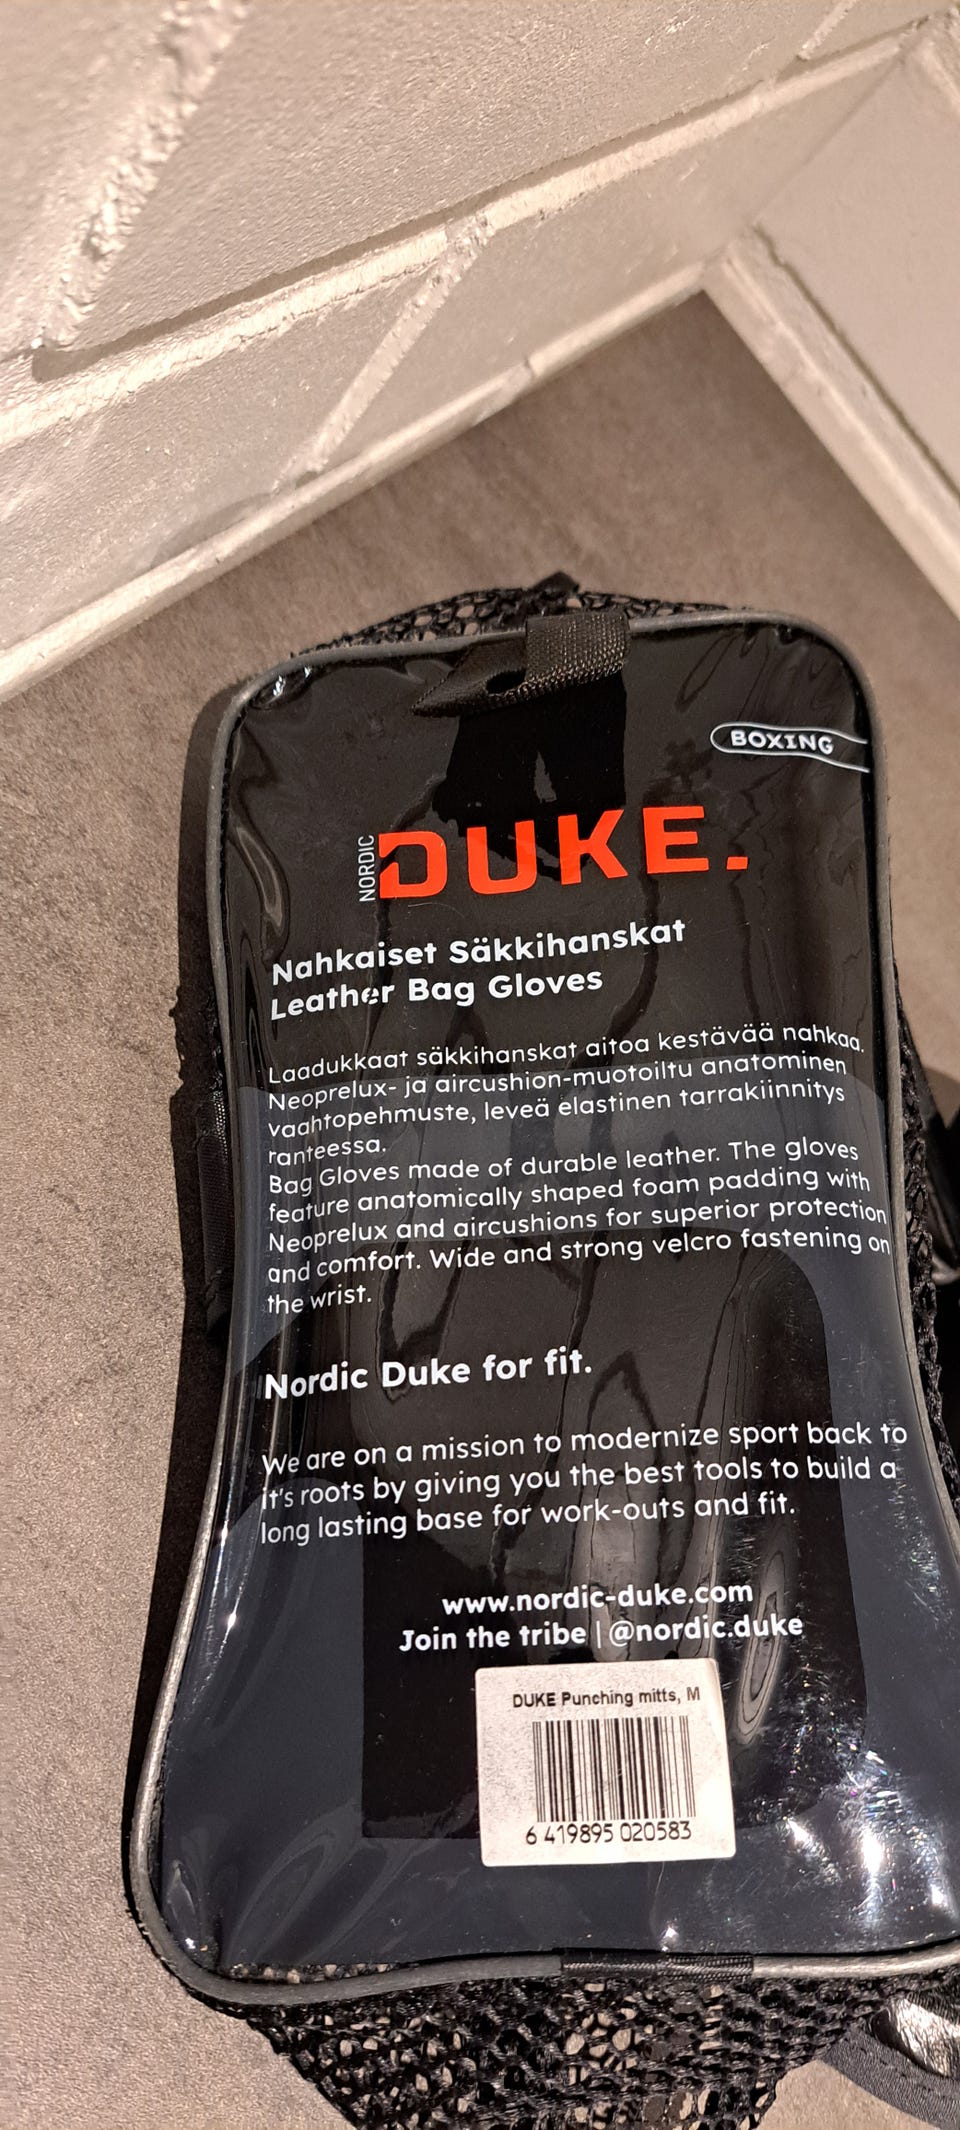 BOXING
NORDIC DUKE.
Nahkaiset Säkkihanskat
Leather Bag Gloves
Laadukkaat säkkihanskat aitoa kestävää nahkaa.
Neoprelux- ja aircushion-muotoiltu anatominen
vaahtopehmuste, leveä elastinen tarrakiinnitys
ranteessa.
Bag Gloves made of durable leather. The gloves
feature anatomically shaped foam padding with
Neoprelux and aircushions for superior protection
and comfort. Wide and strong velcro fastening on
the wrist.
Nordic Duke for fit.
We are on a mission to modernize sport back to
it's roots by giving you the best tools to build a
long lasting base for work-outs and fit.
www.nordic-duke.com
Join the tribe | @nordic.duke
DUKE Punching mitts, M
6 419895 020583